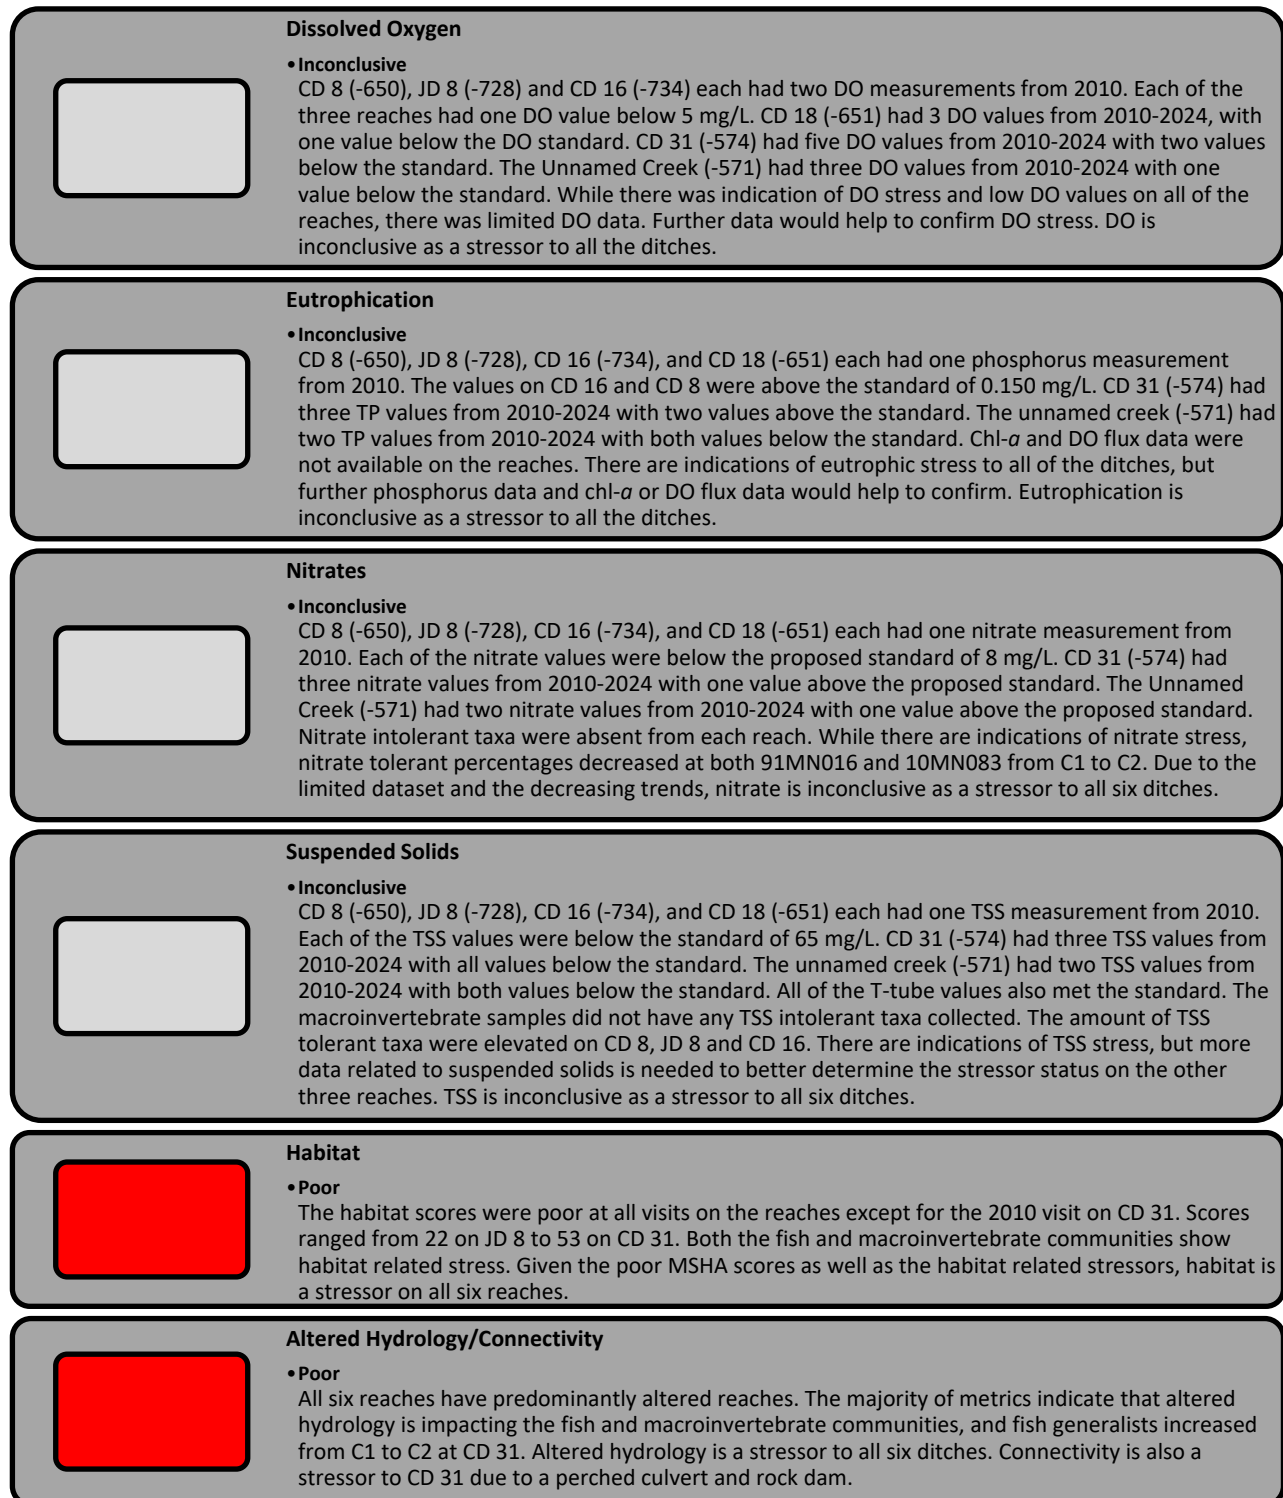 Dissolved Oxygen
•Inconclusive
CD 8 (-650), JD 8 (-728) and CD 16 (-734) each had two DO measurements from 2010. Each of the
three reaches had one DO value below 5 mg/L. CD 18 (-651) had 3 DO values from 2010-2024, with
one value below the DO standard. CD 31 (-574) had five DO values from 2010-2024 with two values
below the standard. The Unnamed Creek (-571) had three DO values from 2010-2024 with one
value below the standard. While there was indication of DO stress and low DO values on all of the
reaches, there was limited DO data. Further data would help to confirm DO stress. DO is
inconclusive as a stressor to all the ditches.
Eutrophication
•Inconclusive
CD 8 (-650), JD 8 (-728), CD 16 (-734), and CD 18 (-651) each had one phosphorus measurement
from 2010. The values on CD 16 and CD 8 were above the standard of 0.150 mg/L. CD 31 (-574) had
three TP values from 2010-2024 with two values above the standard. The unnamed creek (-571) had
two TP values from 2010-2024 with both values below the standard. Chl-a and DO flux data were
not available on the reaches. There are indications of eutrophic stress to all of the ditches, but
further phosphorus data and chl-a or DO flux data would help to confirm. Eutrophication is
inconclusive as a stressor to all the ditches.
Nitrates
•Inconclusive
CD 8 (-650), JD 8 (-728), CD 16 (-734), and CD 18 (-651) each had one nitrate measurement from
2010. Each of the nitrate values were below the proposed standard of 8 mg/L. CD 31 (-574) had
three nitrate values from 2010-2024 with one value above the proposed standard. The Unnamed
Creek (-571) had two nitrate values from 2010-2024 with one value above the proposed standard.
Nitrate intolerant taxa were absent from each reach. While there are indications of nitrate stress,
nitrate tolerant percentages decreased at both 91MN016 and 10MN083 from C1 to C2. Due to the
limited dataset and the decreasing trends, nitrate is inconclusive as a stressor to all six ditches.
Suspended Solids
•Inconclusive
CD 8 (-650), JD 8 (-728), CD 16 (-734), and CD 18 (-651) each had one TSS measurement from 2010.
Each of the TSS values were below the standard of 65 mg/L. CD 31 (-574) had three TSS values from
2010-2024 with all values below the standard. The unnamed creek (-571) had two TSS values from
2010-2024 with both values below the standard. All of the T-tube values also met the standard. The
macroinvertebrate samples did not have any TSS intolerant taxa collected. The amount of TSS
tolerant taxa were elevated on CD 8, JD 8 and CD 16. There are indications of TSS stress, but more
data related to suspended solids is needed to better determine the stressor status on the other
three reaches. TSS is inconclusive as a stressor to all six ditches.
Habitat
•Poor
The habitat scores were poor at all visits on the reaches except for the 2010 visit on CD 31. Scores
ranged from 22 on JD 8 to 53 on CD 31. Both the fish and macroinvertebrate communities show
habitat related stress. Given the poor MSHA scores as well as the habitat related stressors, habitat is
a stressor on all six reaches.
Altered Hydrology/Connectivity
•Poor
All six reaches have predominantly altered reaches. The majority of metrics indicate that altered
hydrology is impacting the fish and macroinvertebrate communities, and fish generalists increased
from C1 to C2 at CD 31. Altered hydrology is a stressor to all six ditches. Connectivity is also a
stressor to CD 31 due to a perched culvert and rock dam.